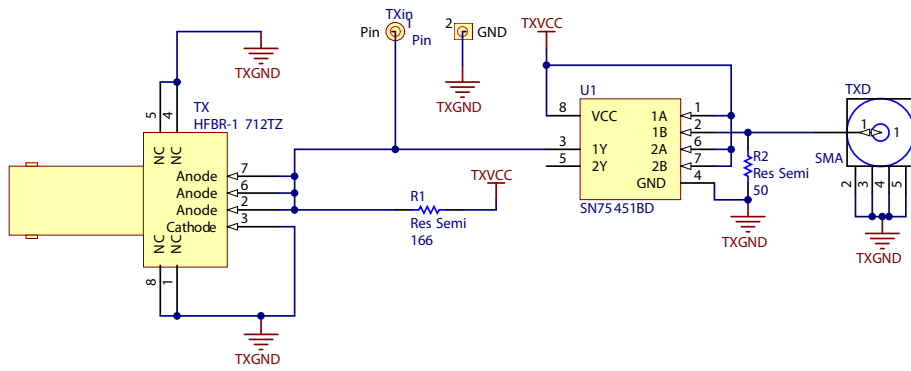 TXin
Pin 1
Pin
2 GND
TXGND
TXGND
TXVCC
TX
HFBR-1 712TZ
5
4
NC
NC
Anode 7
Anode 6
Anode 2
Cathode 3
NC
NC
8
1
TXGND
R1
Res Semi
166
TXVCC
U1
8 VCC
3 1Y
5 2Y
1A 1
1B 2
2A 6
2B 7
GND 4
SN75451BD
R2
Res Semi
50
TXGND
TXD
1 1
SMA
2 3 4 5
TXGND